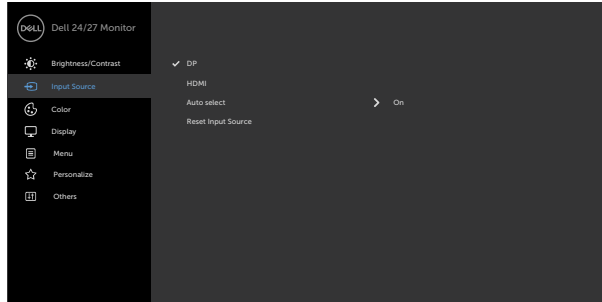 DELL Dell 24/27 Monitor
Brightness/Contrast
Input Source
Color
Display
Menu
Personalize
Others
DP
HDMI
Auto select On
Reset Input Source